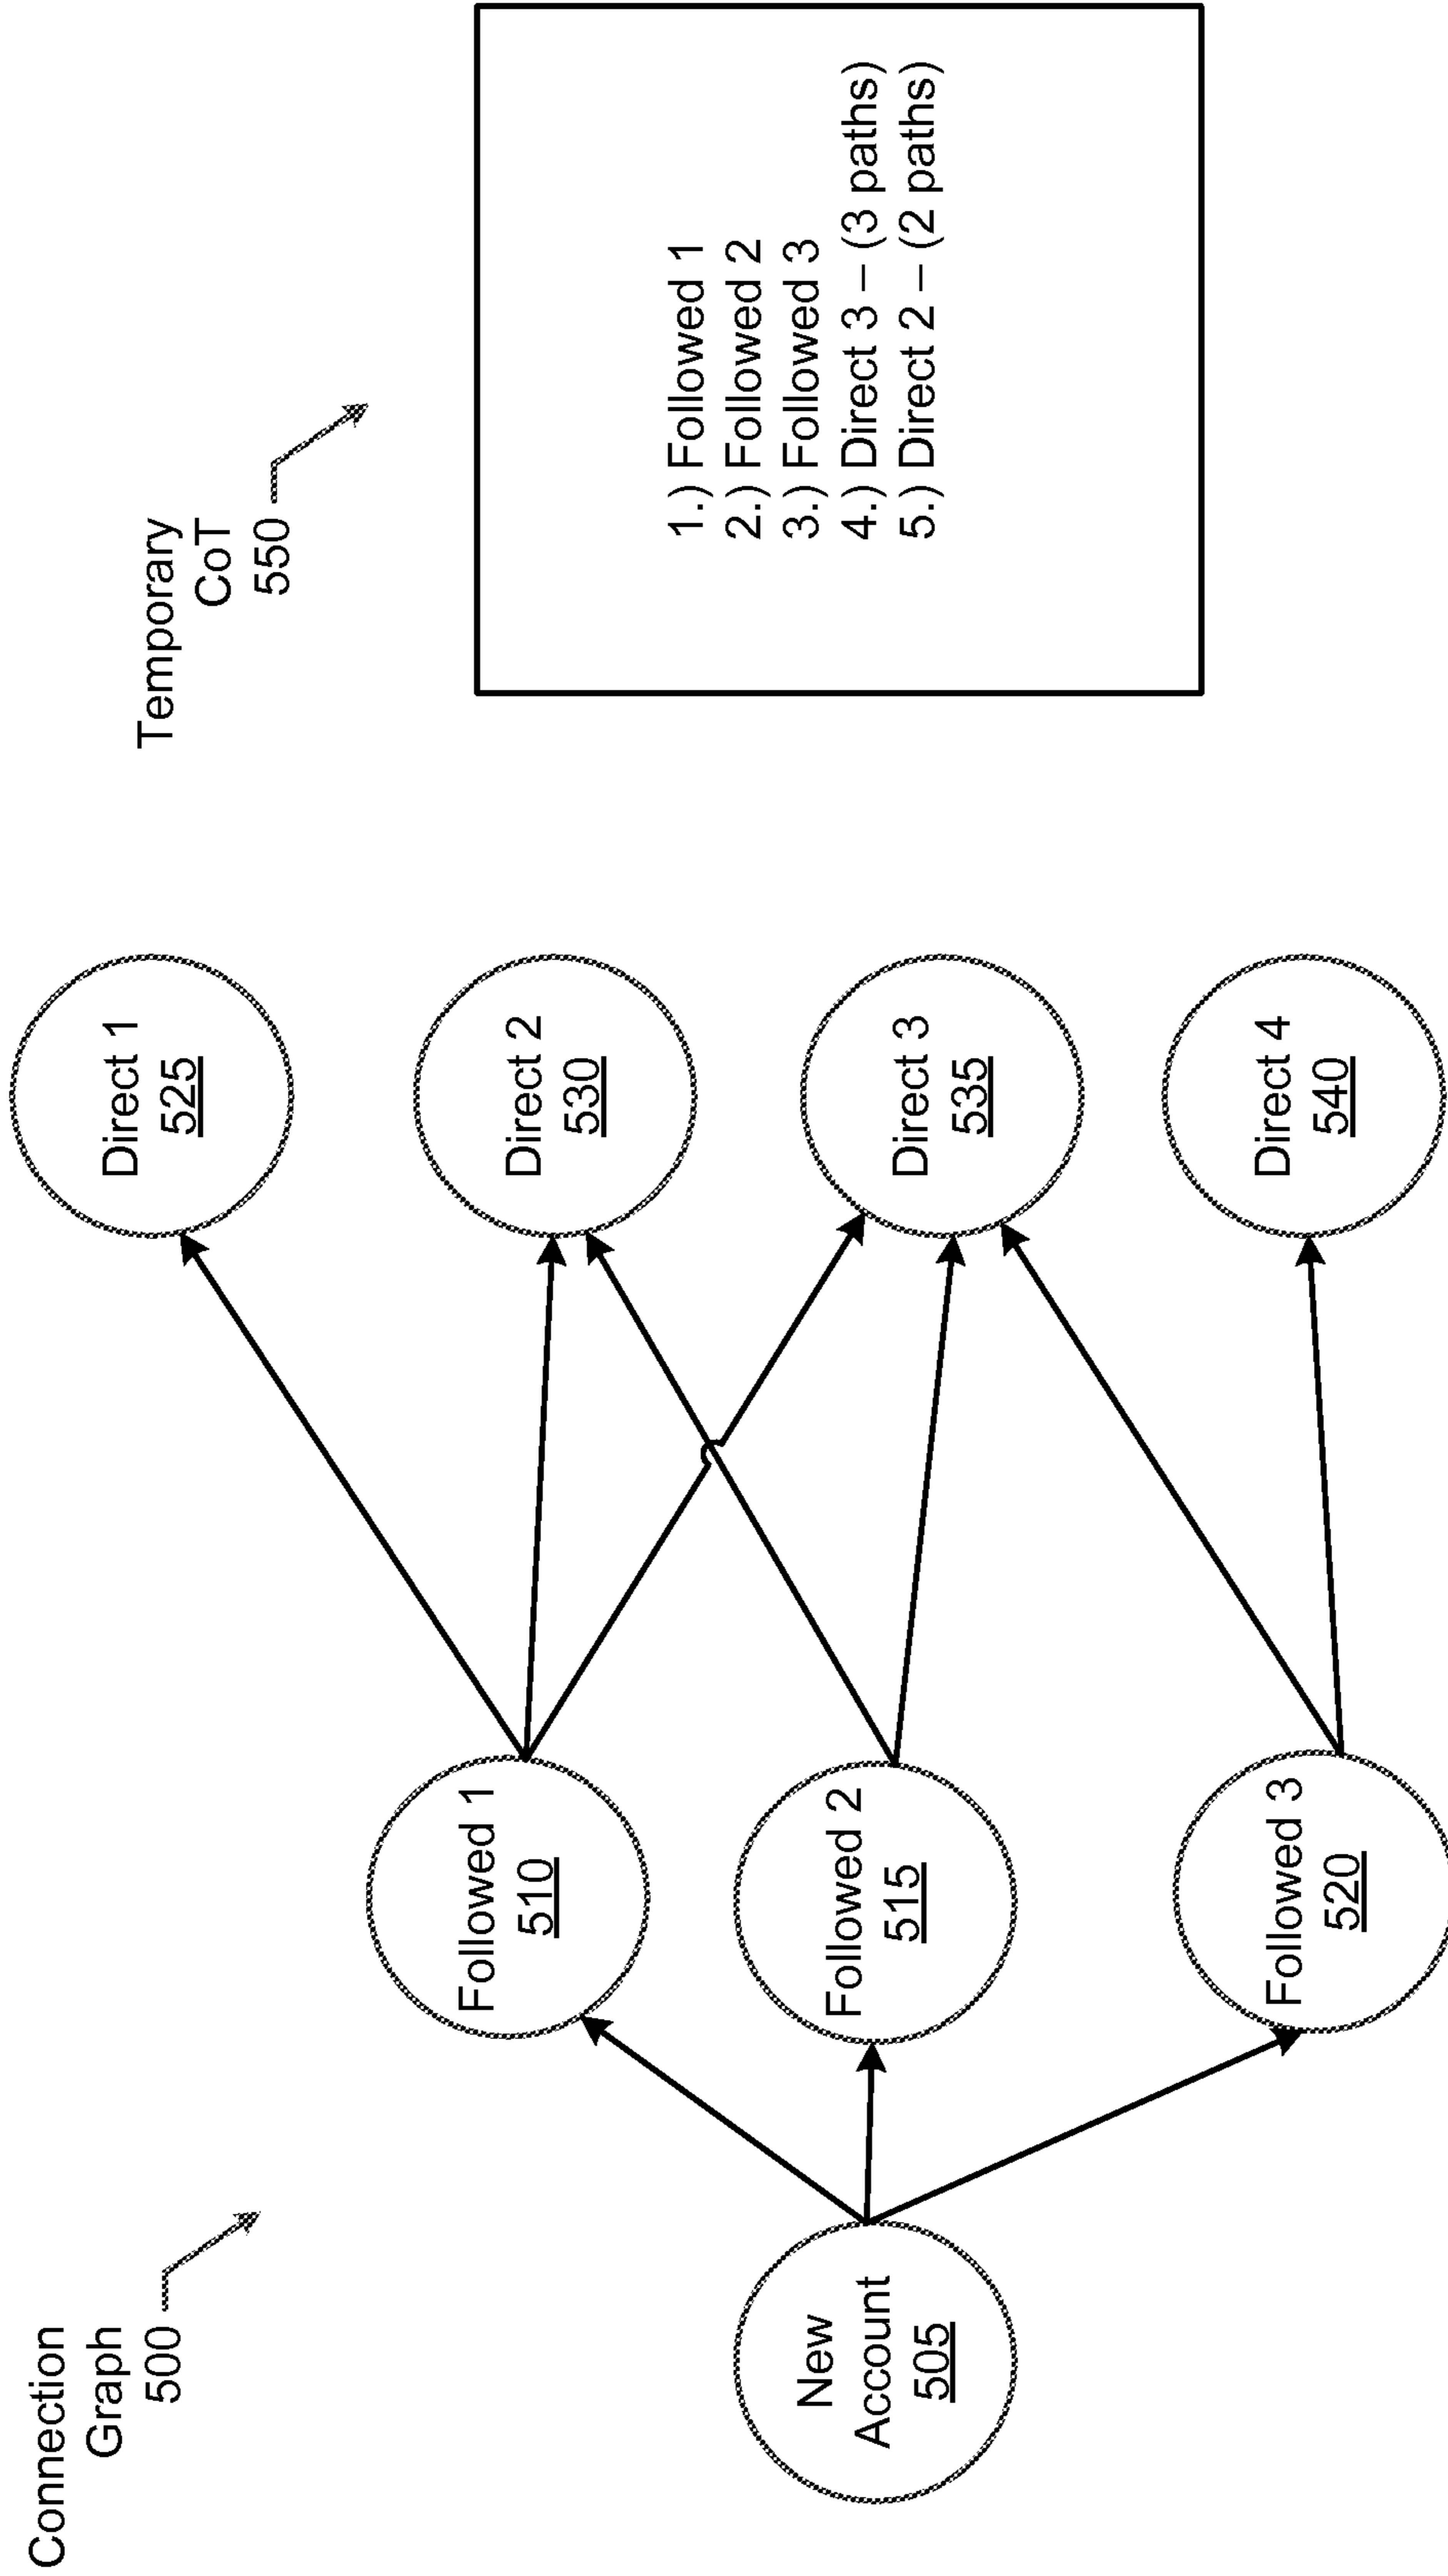 Connection
Graph
500
New
Account
505
Followed 1
510
Followed 2
515
Followed 3
520
Direct 1
525
Direct 2
530
Direct 3
535
Direct 4
540
Temporary
CoT
550
1.) Followed 1
2.) Followed 2
3.) Followed 3
4.) Direct 3 – (3 paths)
5.) Direct 2 – (2 paths)